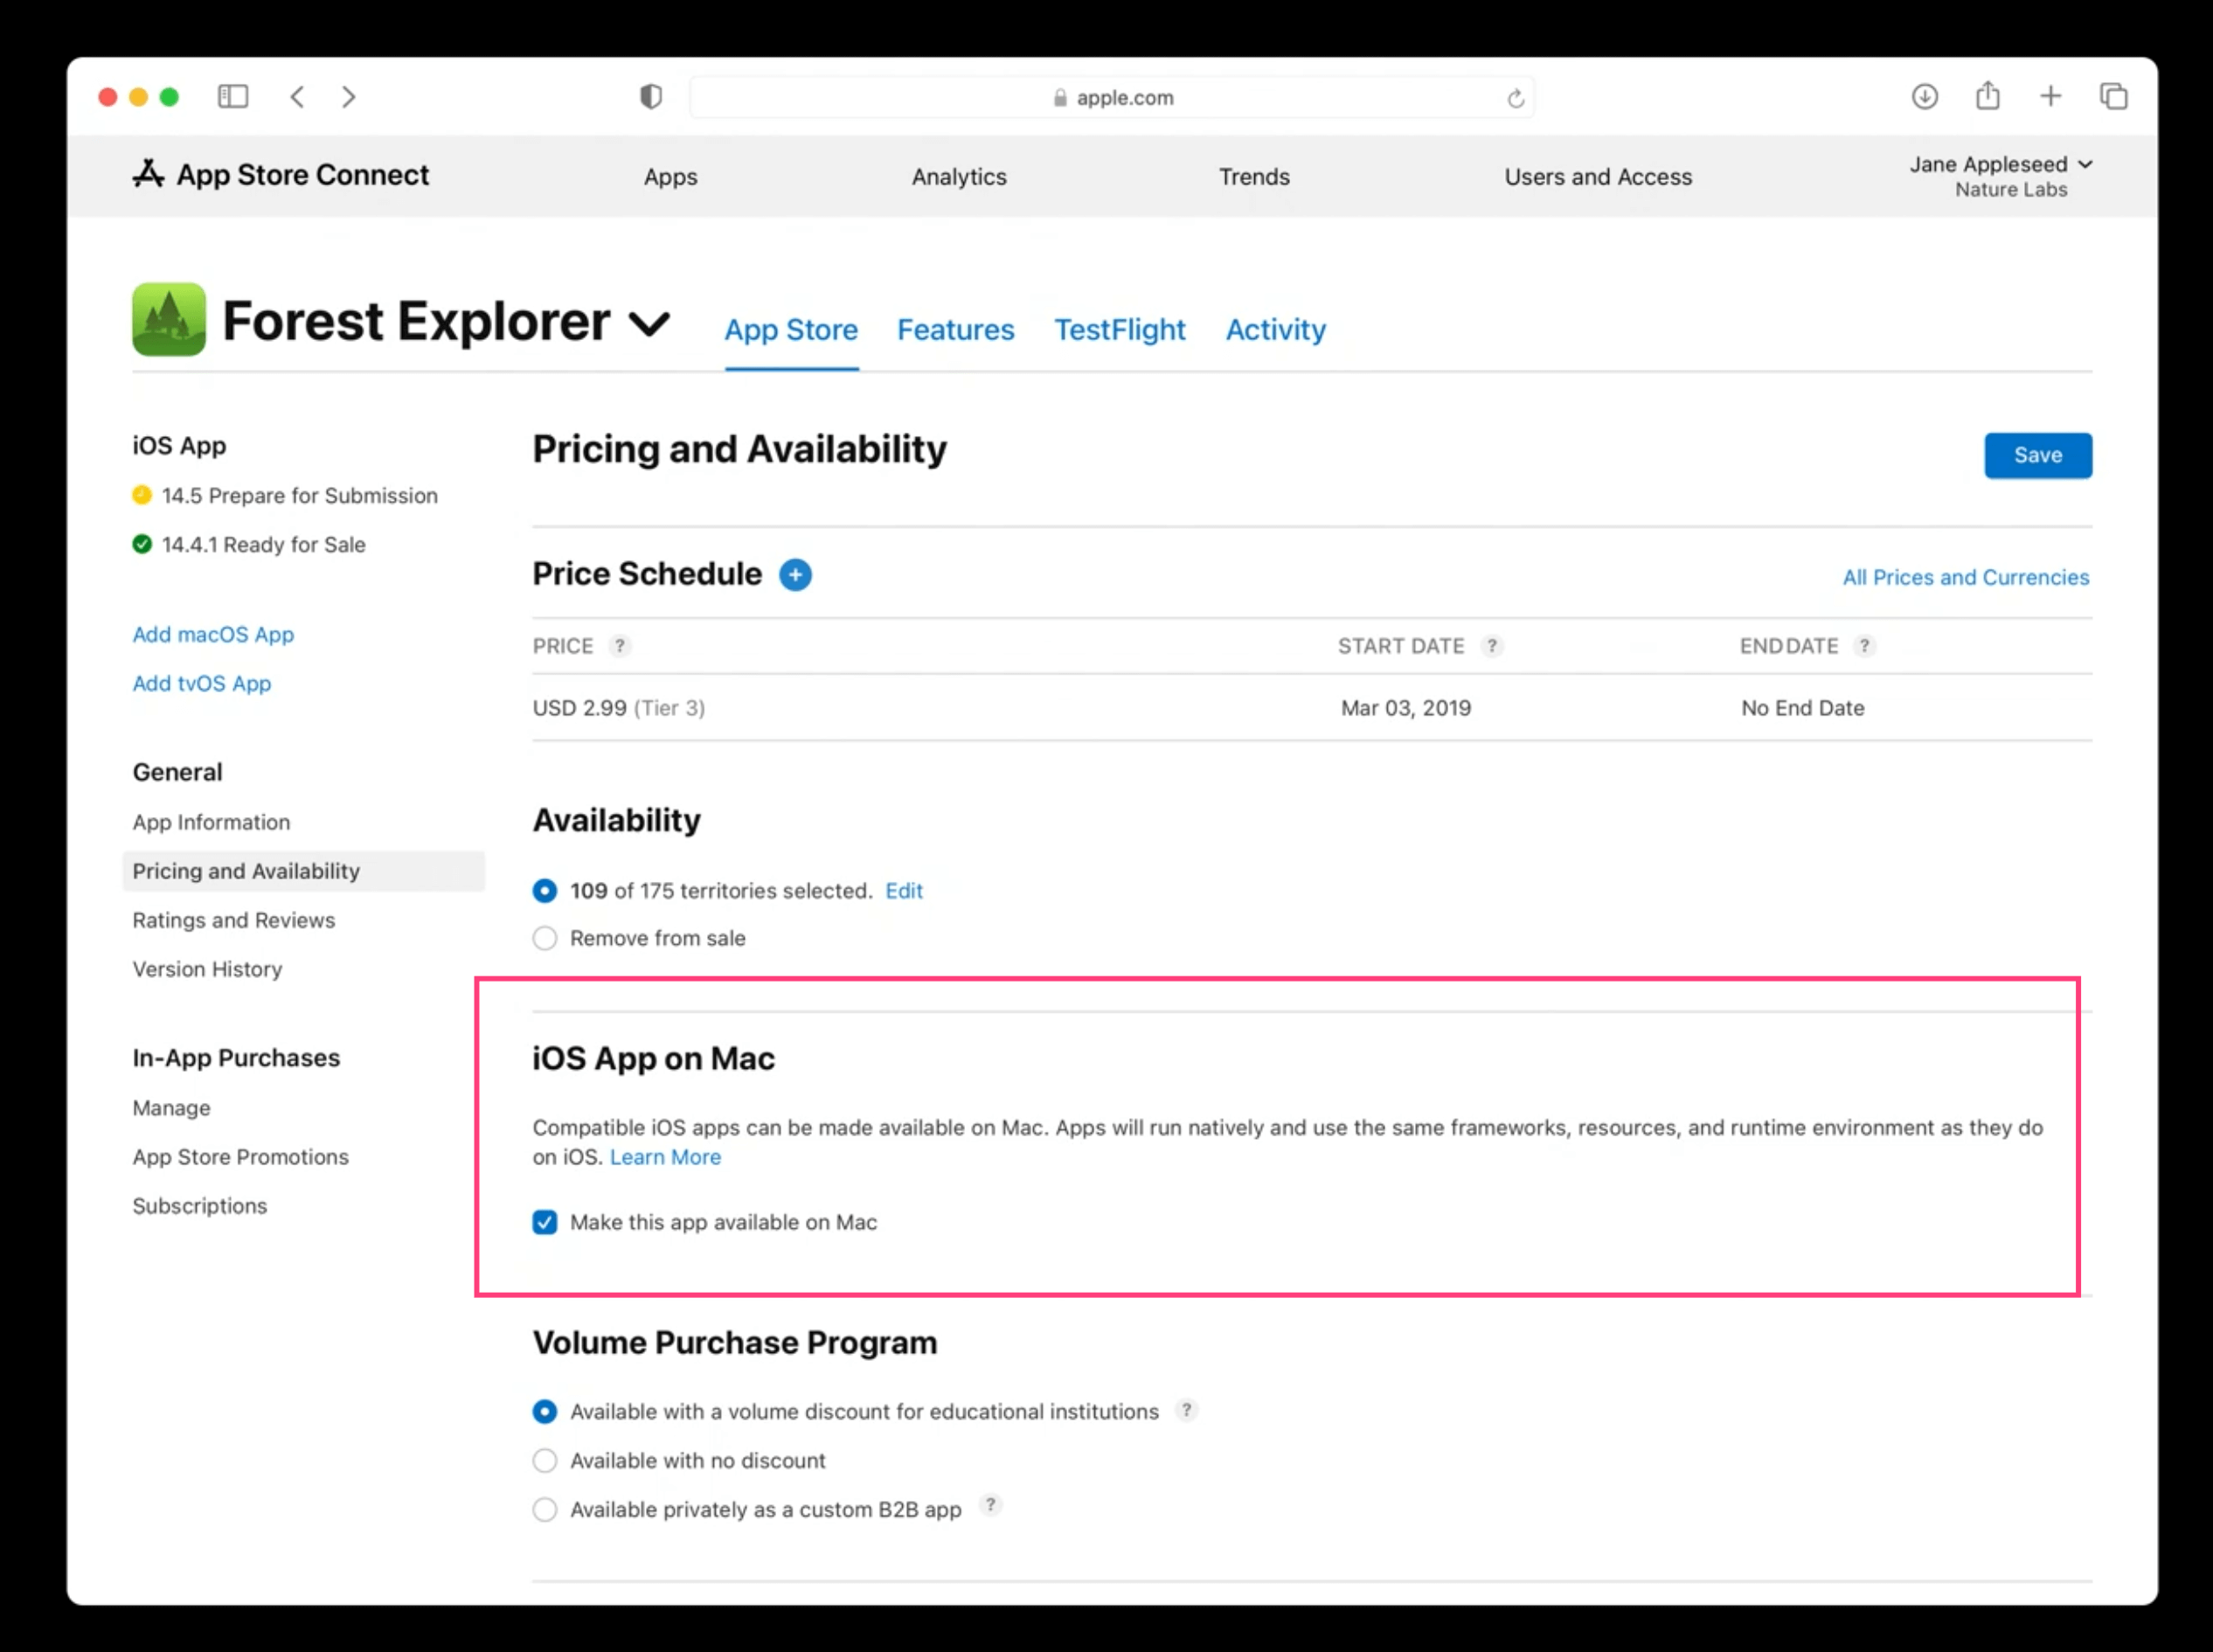 apple.com
App Store Connect
Apps
Analytics
Trends
Users and Access
Jane Appleseed
Nature Labs
Forest Explorer
App Store
Features
TestFlight
Activity
iOS App
14.5 Prepare for Submission
14.4.1 Ready for Sale
Add macOS App
Add tvOS App
General
App Information
Pricing and Availability
Ratings and Reviews
Version History
In-App Purchases
Manage
App Store Promotions
Subscriptions
Pricing and Availability
Save
Price Schedule +
All Prices and Currencies
PRICE ? START DATE ? END DATE ?
USD 2.99 (Tier 3) Mar 03, 2019 No End Date
Availability
109 of 175 territories selected. Edit
Remove from sale
iOS App on Mac
Compatible iOS apps can be made available on Mac. Apps will run natively and use the same frameworks, resources, and runtime environment as they do
on iOS. Learn More
Make this app available on Mac
Volume Purchase Program
Available with a volume discount for educational institutions ?
Available with no discount
Available privately as a custom B2B app ?